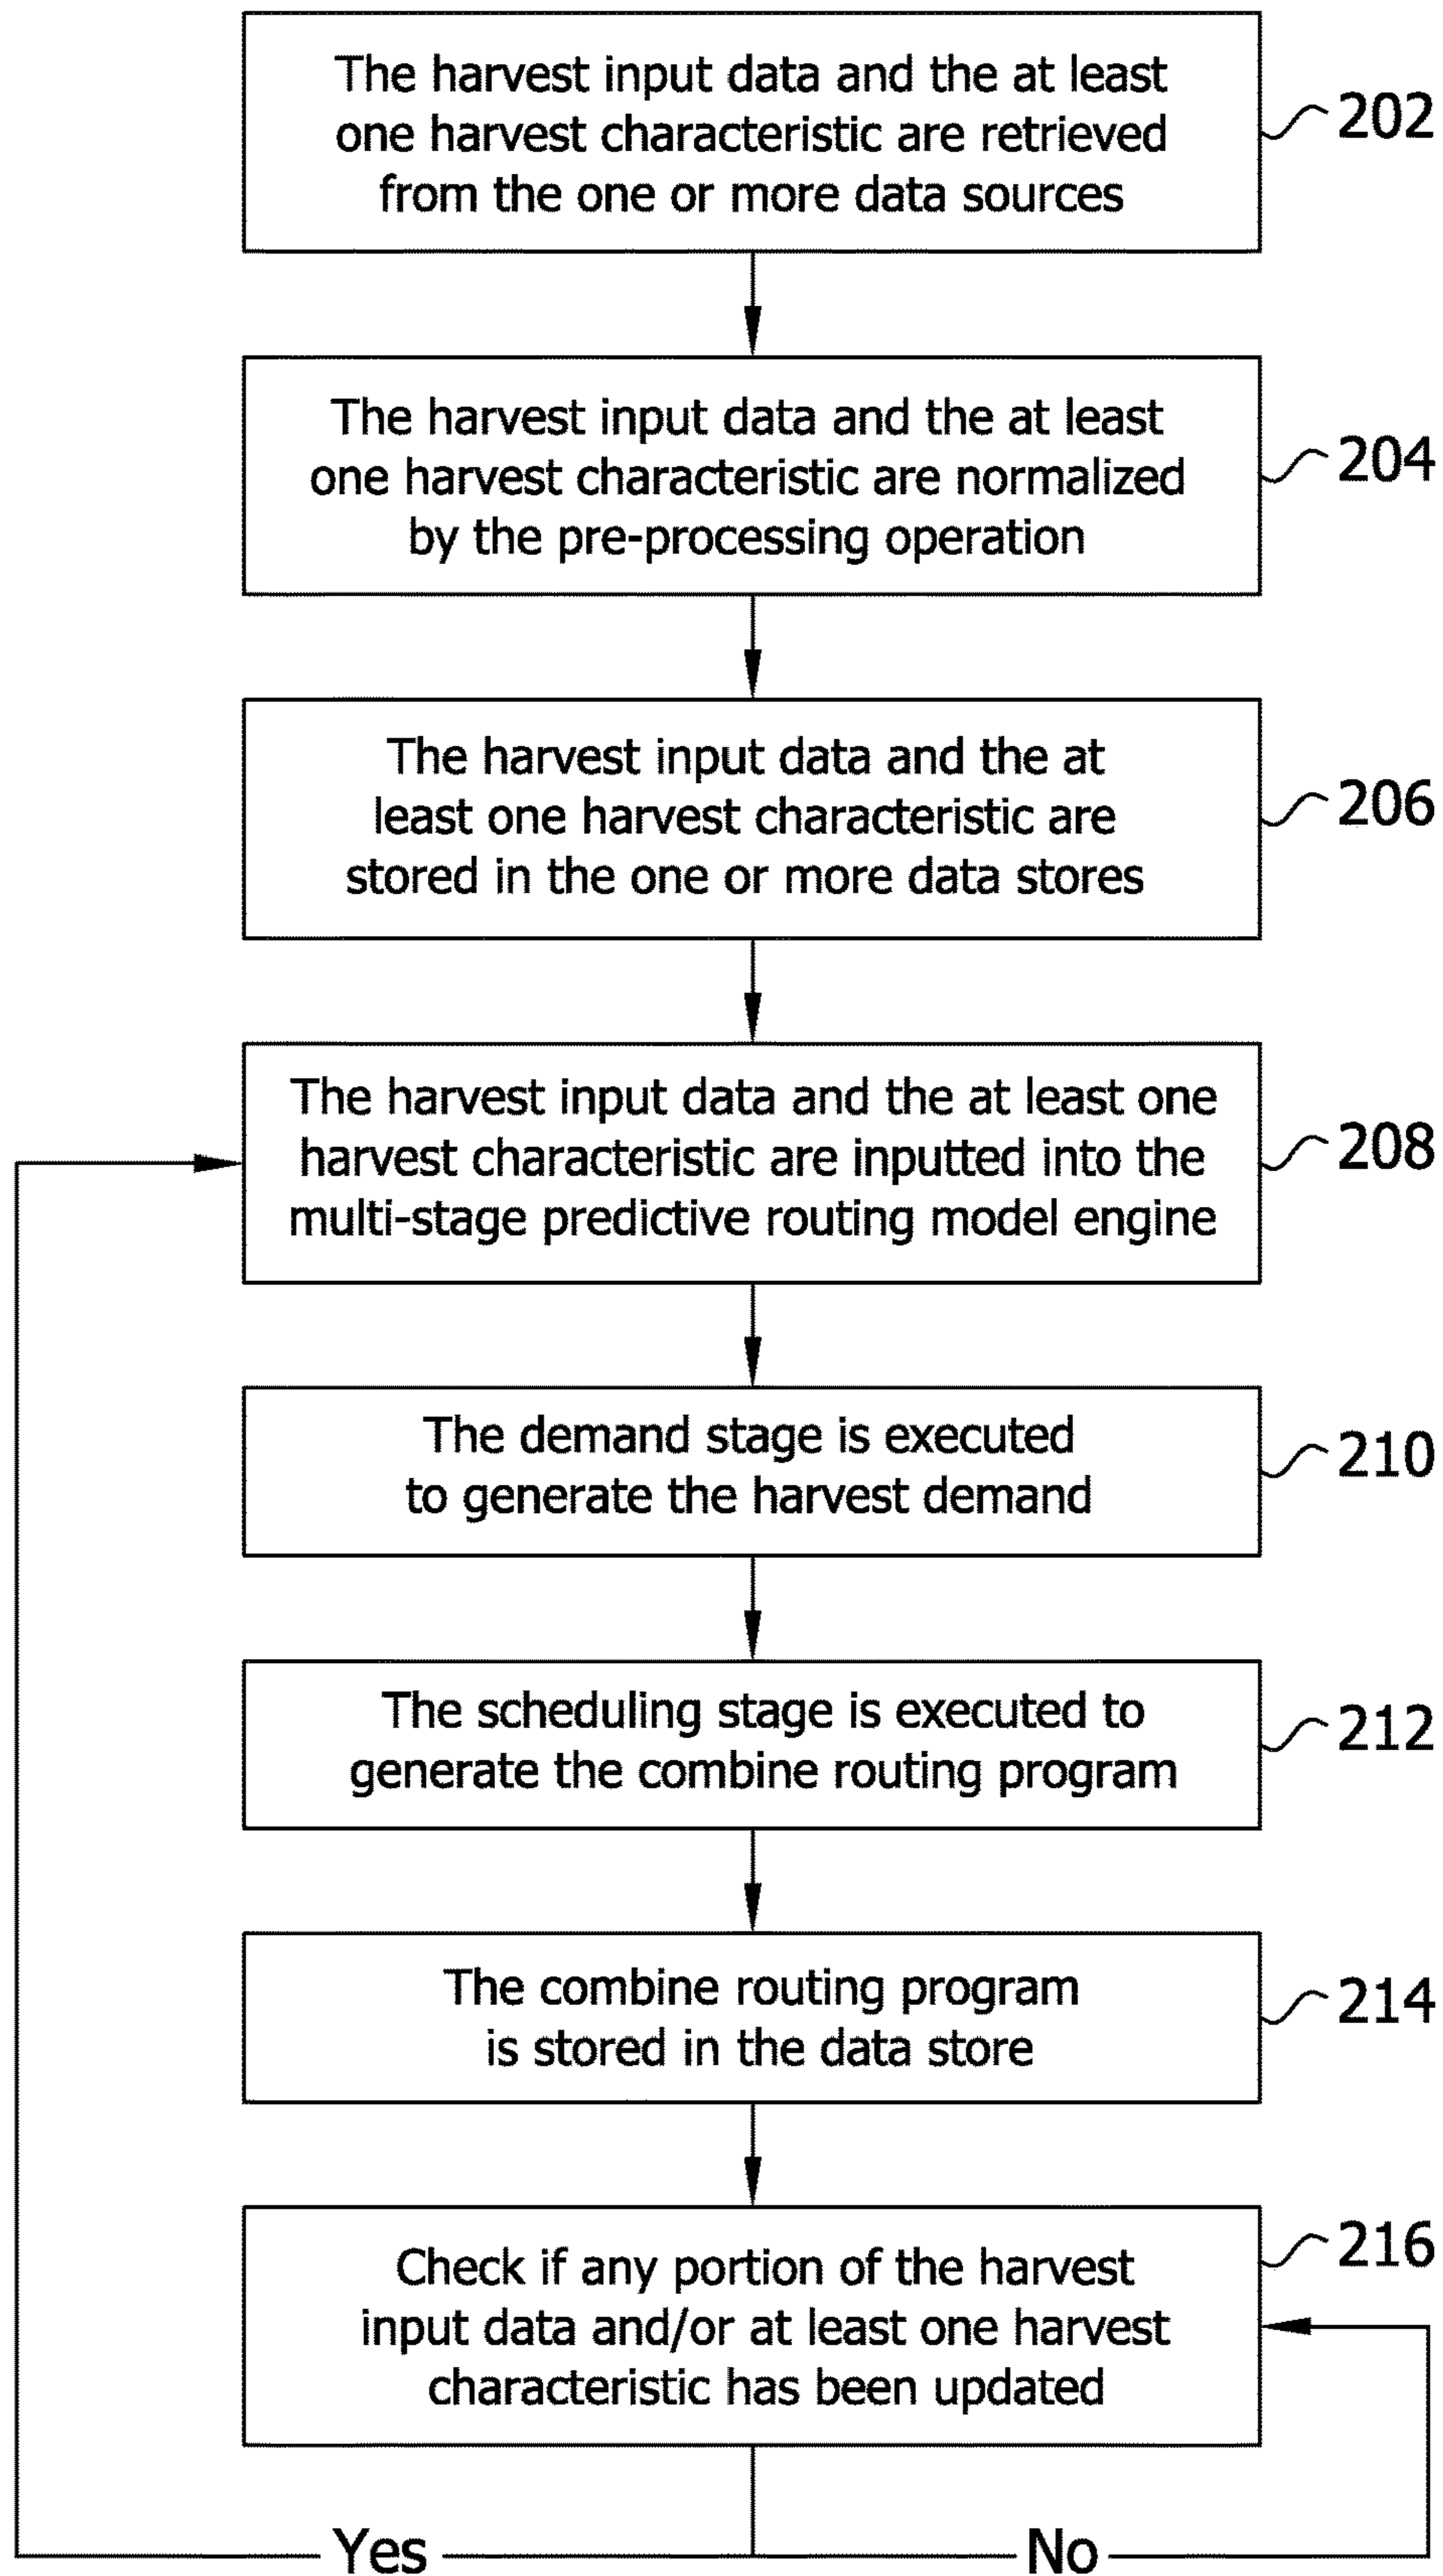 The harvest input data and the at least
one harvest characteristic are retrieved
from the one or more data sources
202
The harvest input data and the at least
one harvest characteristic are normalized
by the pre-processing operation
204
The harvest input data and the at
least one harvest characteristic are
stored in the one or more data stores
206
The harvest input data and the at least one
harvest characteristic are inputted into the
multi-stage predictive routing model engine
208
The demand stage is executed
to generate the harvest demand
210
The scheduling stage is executed to
generate the combine routing program
212
The combine routing program
is stored in the data store
214
Check if any portion of the harvest
input data and/or at least one harvest
characteristic has been updated
216
Yes
No